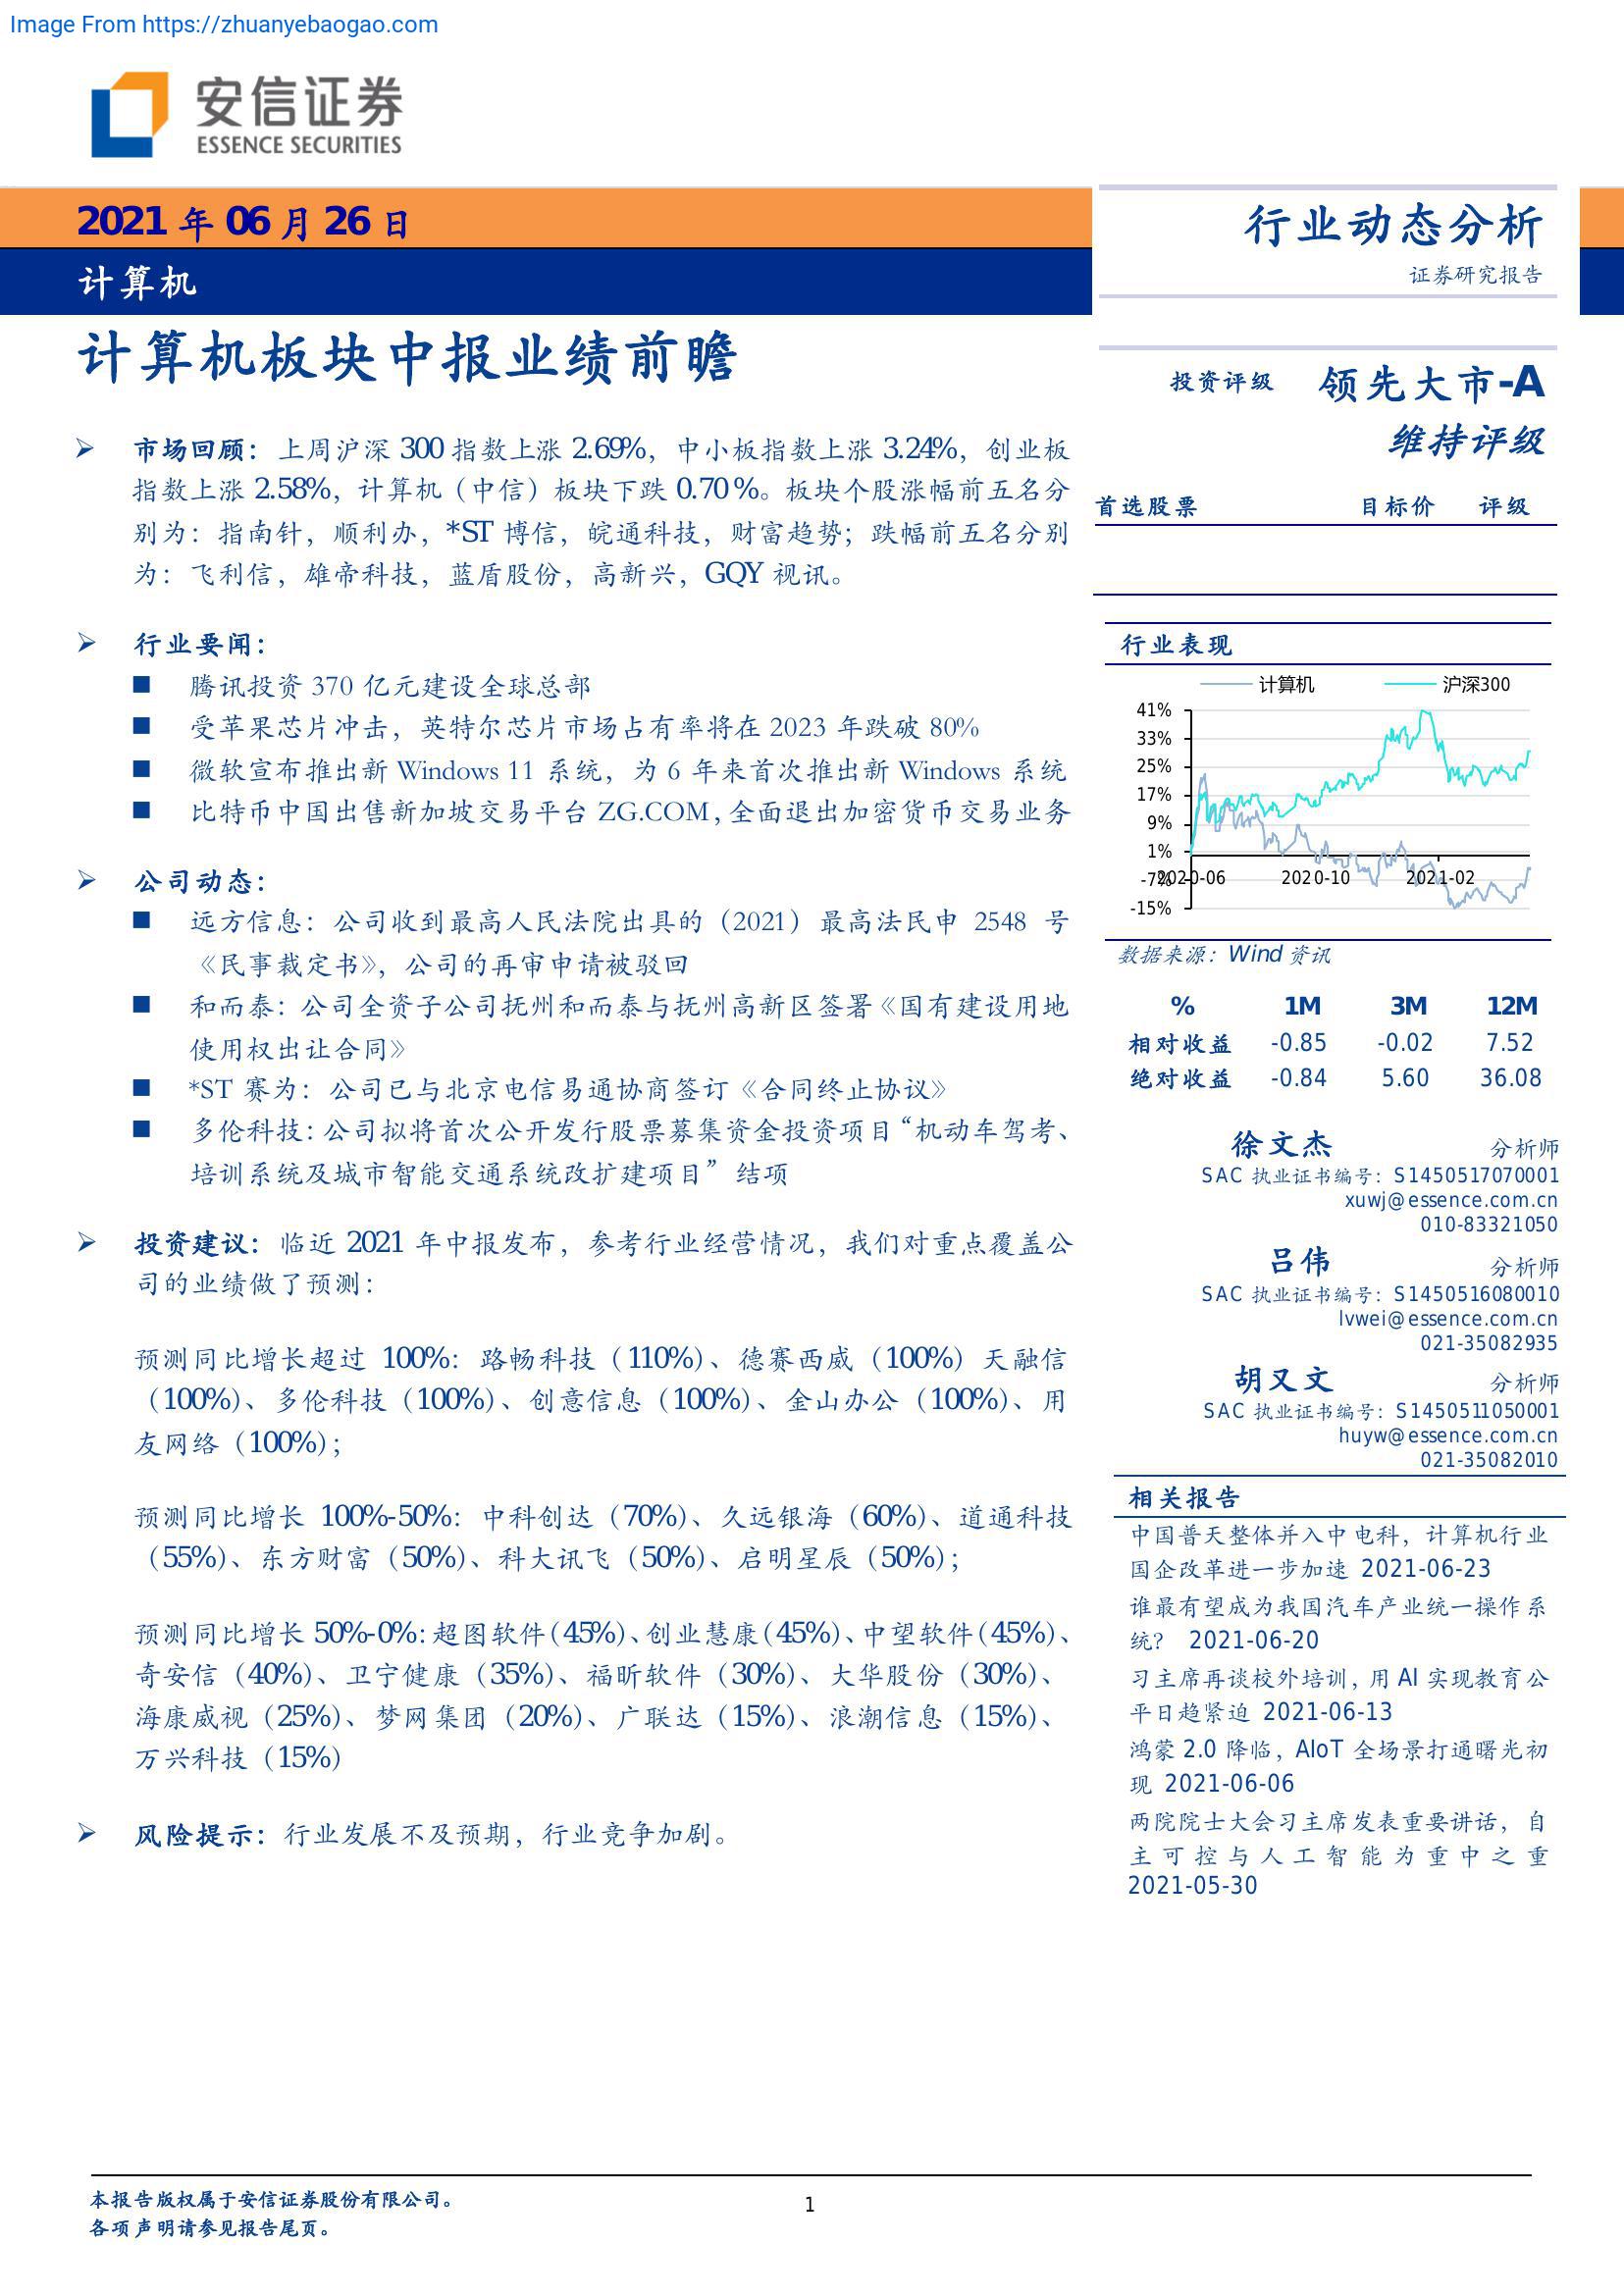 Image From https://zhuanyebaogao.com
安信证券
ESSENCE SECURITIES
2021 年 06 月 26 日
计算机
行业动态分析
证券研究报告
计算机板块中报业绩前瞻
➢ 市场回顾：上周沪深 300 指数上涨 2.69%，中小板指数上涨 3.24%，创业板
指数上涨 2.58%，计算机（中信）板块下跌 0.70%。板块个股涨幅前五名分
别为：指南针，顺利办，*ST 博信，皖通科技，财富趋势；跌幅前五名分别
为：飞利信，雄帝科技，蓝盾股份，高新兴，GQY 视讯。
➢ 行业要闻：
■ 腾讯投资 370 亿元建设全球总部
■ 受苹果芯片冲击，英特尔芯片市场占有率将在 2023 年跌破 80%
■ 微软宣布推出新 Windows 11 系统，为 6 年来首次推出新 Windows 系统
■ 比特币中国出售新加坡交易平台 ZG.COM，全面退出加密货币交易业务
➢ 公司动态：
■ 远方信息：公司收到最高人民法院出具的（2021）最高法民申 2548 号
《民事裁定书》，公司的再审申请被驳回
■ 和而泰：公司全资子公司抚州和而泰与抚州高新区签署《国有建设用地
使用权出让合同》
■ *ST 赛为：公司已与北京电信易通协商签订《合同终止协议》
■ 多伦科技：公司拟将首次公开发行股票募集资金投资项目“机动车驾考、
培训系统及城市智能交通系统改扩建项目”结项
➢ 投资建议：临近 2021 年中报发布，参考行业经营情况，我们对重点覆盖公
司的业绩做了预测：
预测同比增长超过 100%：路畅科技（110%）、德赛西威（100%）天融信
（100%）、多伦科技（100%）、创意信息（100%）、金山办公（100%）、用
友网络（100%）；
预测同比增长 100%-50%：中科创达（70%）、久远银海（60%）、道通科技
（55%）、东方财富（50%）、科大讯飞（50%）、启明星辰（50%）；
预测同比增长 50%-0%：超图软件（45%）、创业慧康（45%）、中望软件（45%）、
奇安信（40%）、卫宁健康（35%）、福昕软件（30%）、大华股份（30%）、
海康威视（25%）、梦网集团（20%）、广联达（15%）、浪潮信息（15%）、
万兴科技（15%）
➢ 风险提示：行业发展不及预期，行业竞争加剧。
投资评级 领先大市-A
维持评级
首选股票 目标价 评级
行业表现
计算机 沪深300
41%
33%
25%
17%
9%
1%
-7%
-15%
2020-06 2020-10 2021-02
数据来源：Wind 资讯
% 1M 3M 12M
相对收益 -0.85 -0.02 7.52
绝对收益 -0.84 5.60 36.08
徐文杰 分析师
SAC 执业证书编号：S1450517070001
xuwj@essence.com.cn
010-83321050
吕伟 分析师
SAC 执业证书编号：S1450516080010
lvwei@essence.com.cn
021-35082935
胡又文 分析师
SAC 执业证书编号：S1450511050001
huyw@essence.com.cn
021-35082010
相关报告
中国普天整体并入中电科，计算机行业
国企改革进一步加速 2021-06-23
谁最有望成为我国汽车产业统一操作系
统？ 2021-06-20
习主席再谈校外培训，用 AI 实现教育公
平日趋紧迫 2021-06-13
鸿蒙 2.0 降临，AIoT 全场景打通曙光初
现 2021-06-06
两院院士大会习主席发表重要讲话，自
主可控与人工智能为重中之重
2021-05-30
本报告版权属于安信证券股份有限公司。
各项声明请参见报告尾页。
1